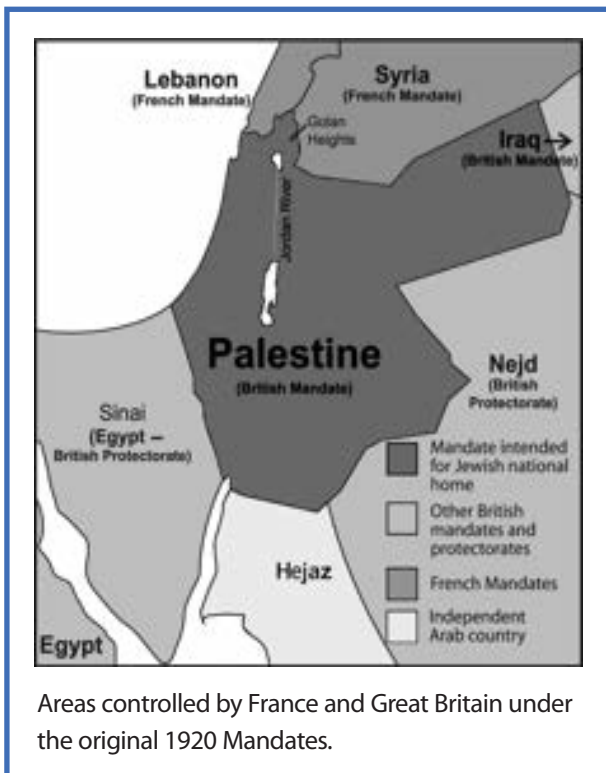 Lebanon
(French Mandate)
Syria
(French Mandate)
Golan
Heights
Iraq→
(British Mandate)
Jordan River
Palestine
(British Mandate)
Nejd
(British
Protectorate)
Sinai
(Egypt –
British Protectorate)
Hejaz
Egypt
Mandate intended
for Jewish national
home
Other British
mandates and
protectorates
French Mandates
Independent
Arab country
Areas controlled by France and Great Britain under
the original 1920 Mandates.